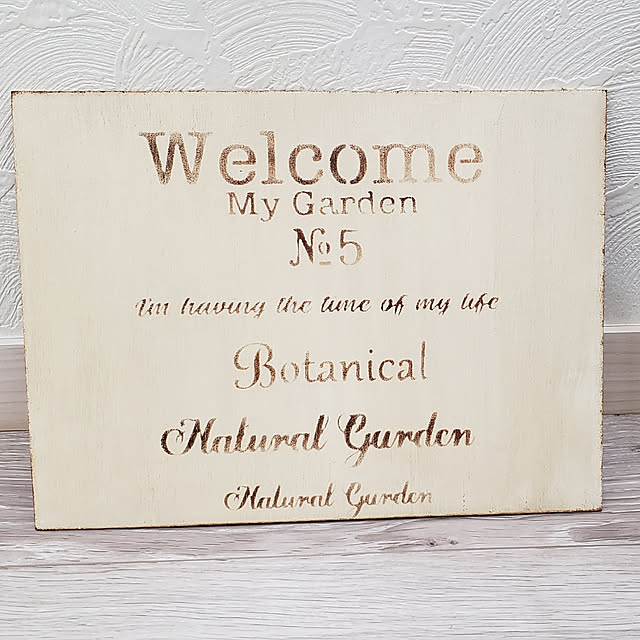 Welcome
My Garden
№5
I'm having the time of my life
Botanical
Natural Garden
Natural Garden